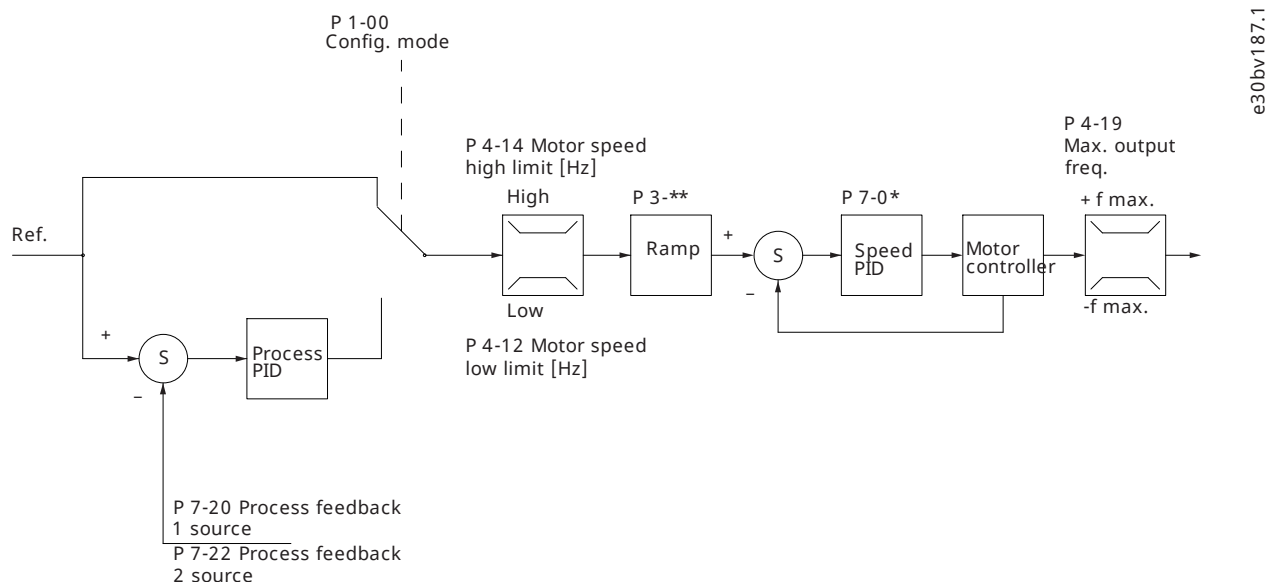 P 1-00
Config. mode
e30bv187.1
P 4-14 Motor speed
high limit [Hz]
P 4-19
Max. output
freq.
High
P 3-**
P 7-0*
+ f max.
Ref.
+
S
Ramp
Speed
PID
Motor
controller
–
Low
-f max.
P 4-12 Motor speed
low limit [Hz]
+
S
Process
PID
–
P 7-20 Process feedback
1 source
P 7-22 Process feedback
2 source